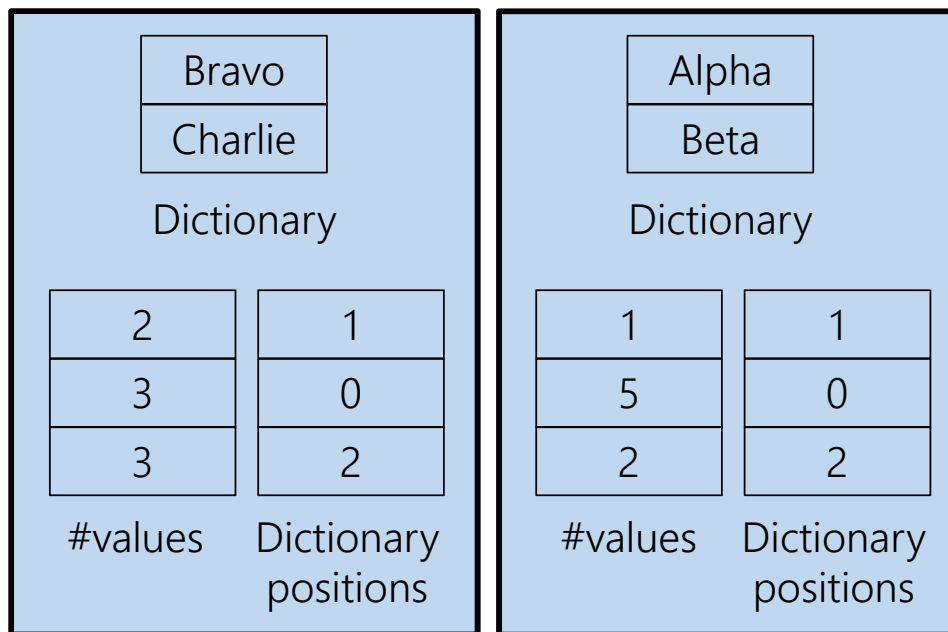 Bravo
Charlie
Dictionary
2 1
3 0
3 2
#values Dictionary
positions
Alpha
Beta
Dictionary
1 1
5 0
2 2
#values Dictionary
positions